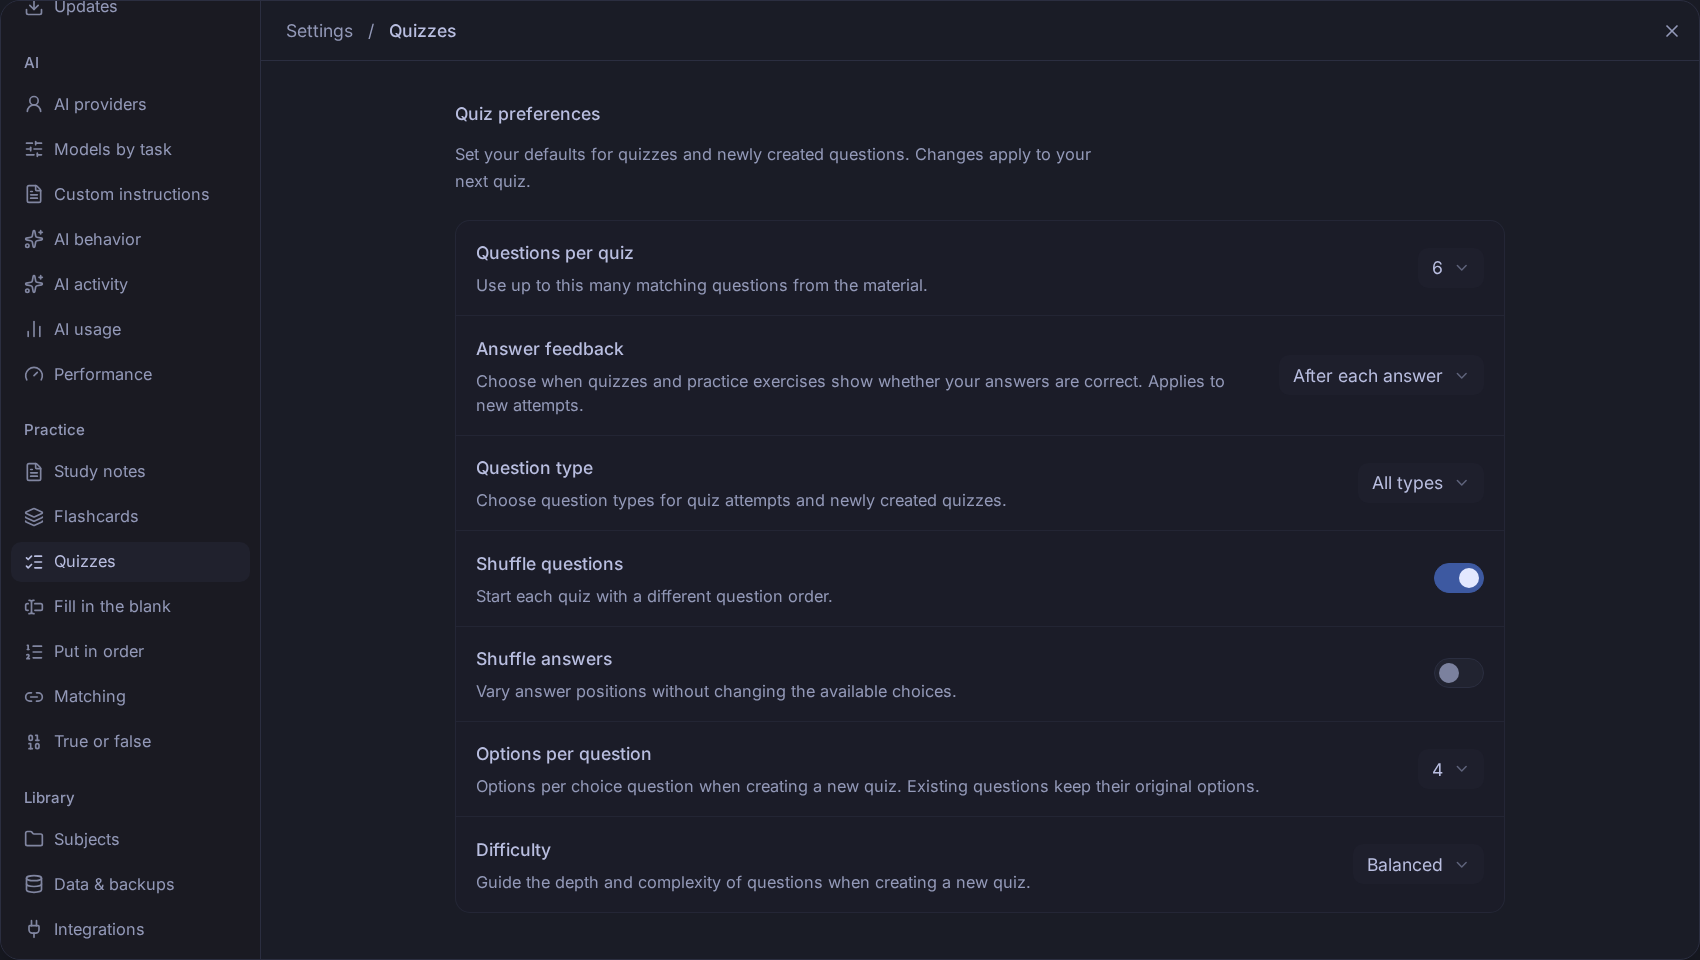 Updates
AI
AI providers
Models by task
Custom instructions
AI behavior
AI activity
AI usage
Performance
Practice
Study notes
Flashcards
Quizzes
Fill in the blank
Put in order
Matching
True or false
Library
Subjects
Data & backups
Integrations
Settings / Quizzes
Quiz preferences
Set your defaults for quizzes and newly created questions. Changes apply to your
next quiz.
Questions per quiz
Use up to this many matching questions from the material.
6
Answer feedback
Choose when quizzes and practice exercises show whether your answers are correct. Applies to
new attempts.
After each answer
Question type
Choose question types for quiz attempts and newly created quizzes.
All types
Shuffle questions
Start each quiz with a different question order.
Shuffle answers
Vary answer positions without changing the available choices.
Options per question
Options per choice question when creating a new quiz. Existing questions keep their original options.
4
Difficulty
Guide the depth and complexity of questions when creating a new quiz.
Balanced